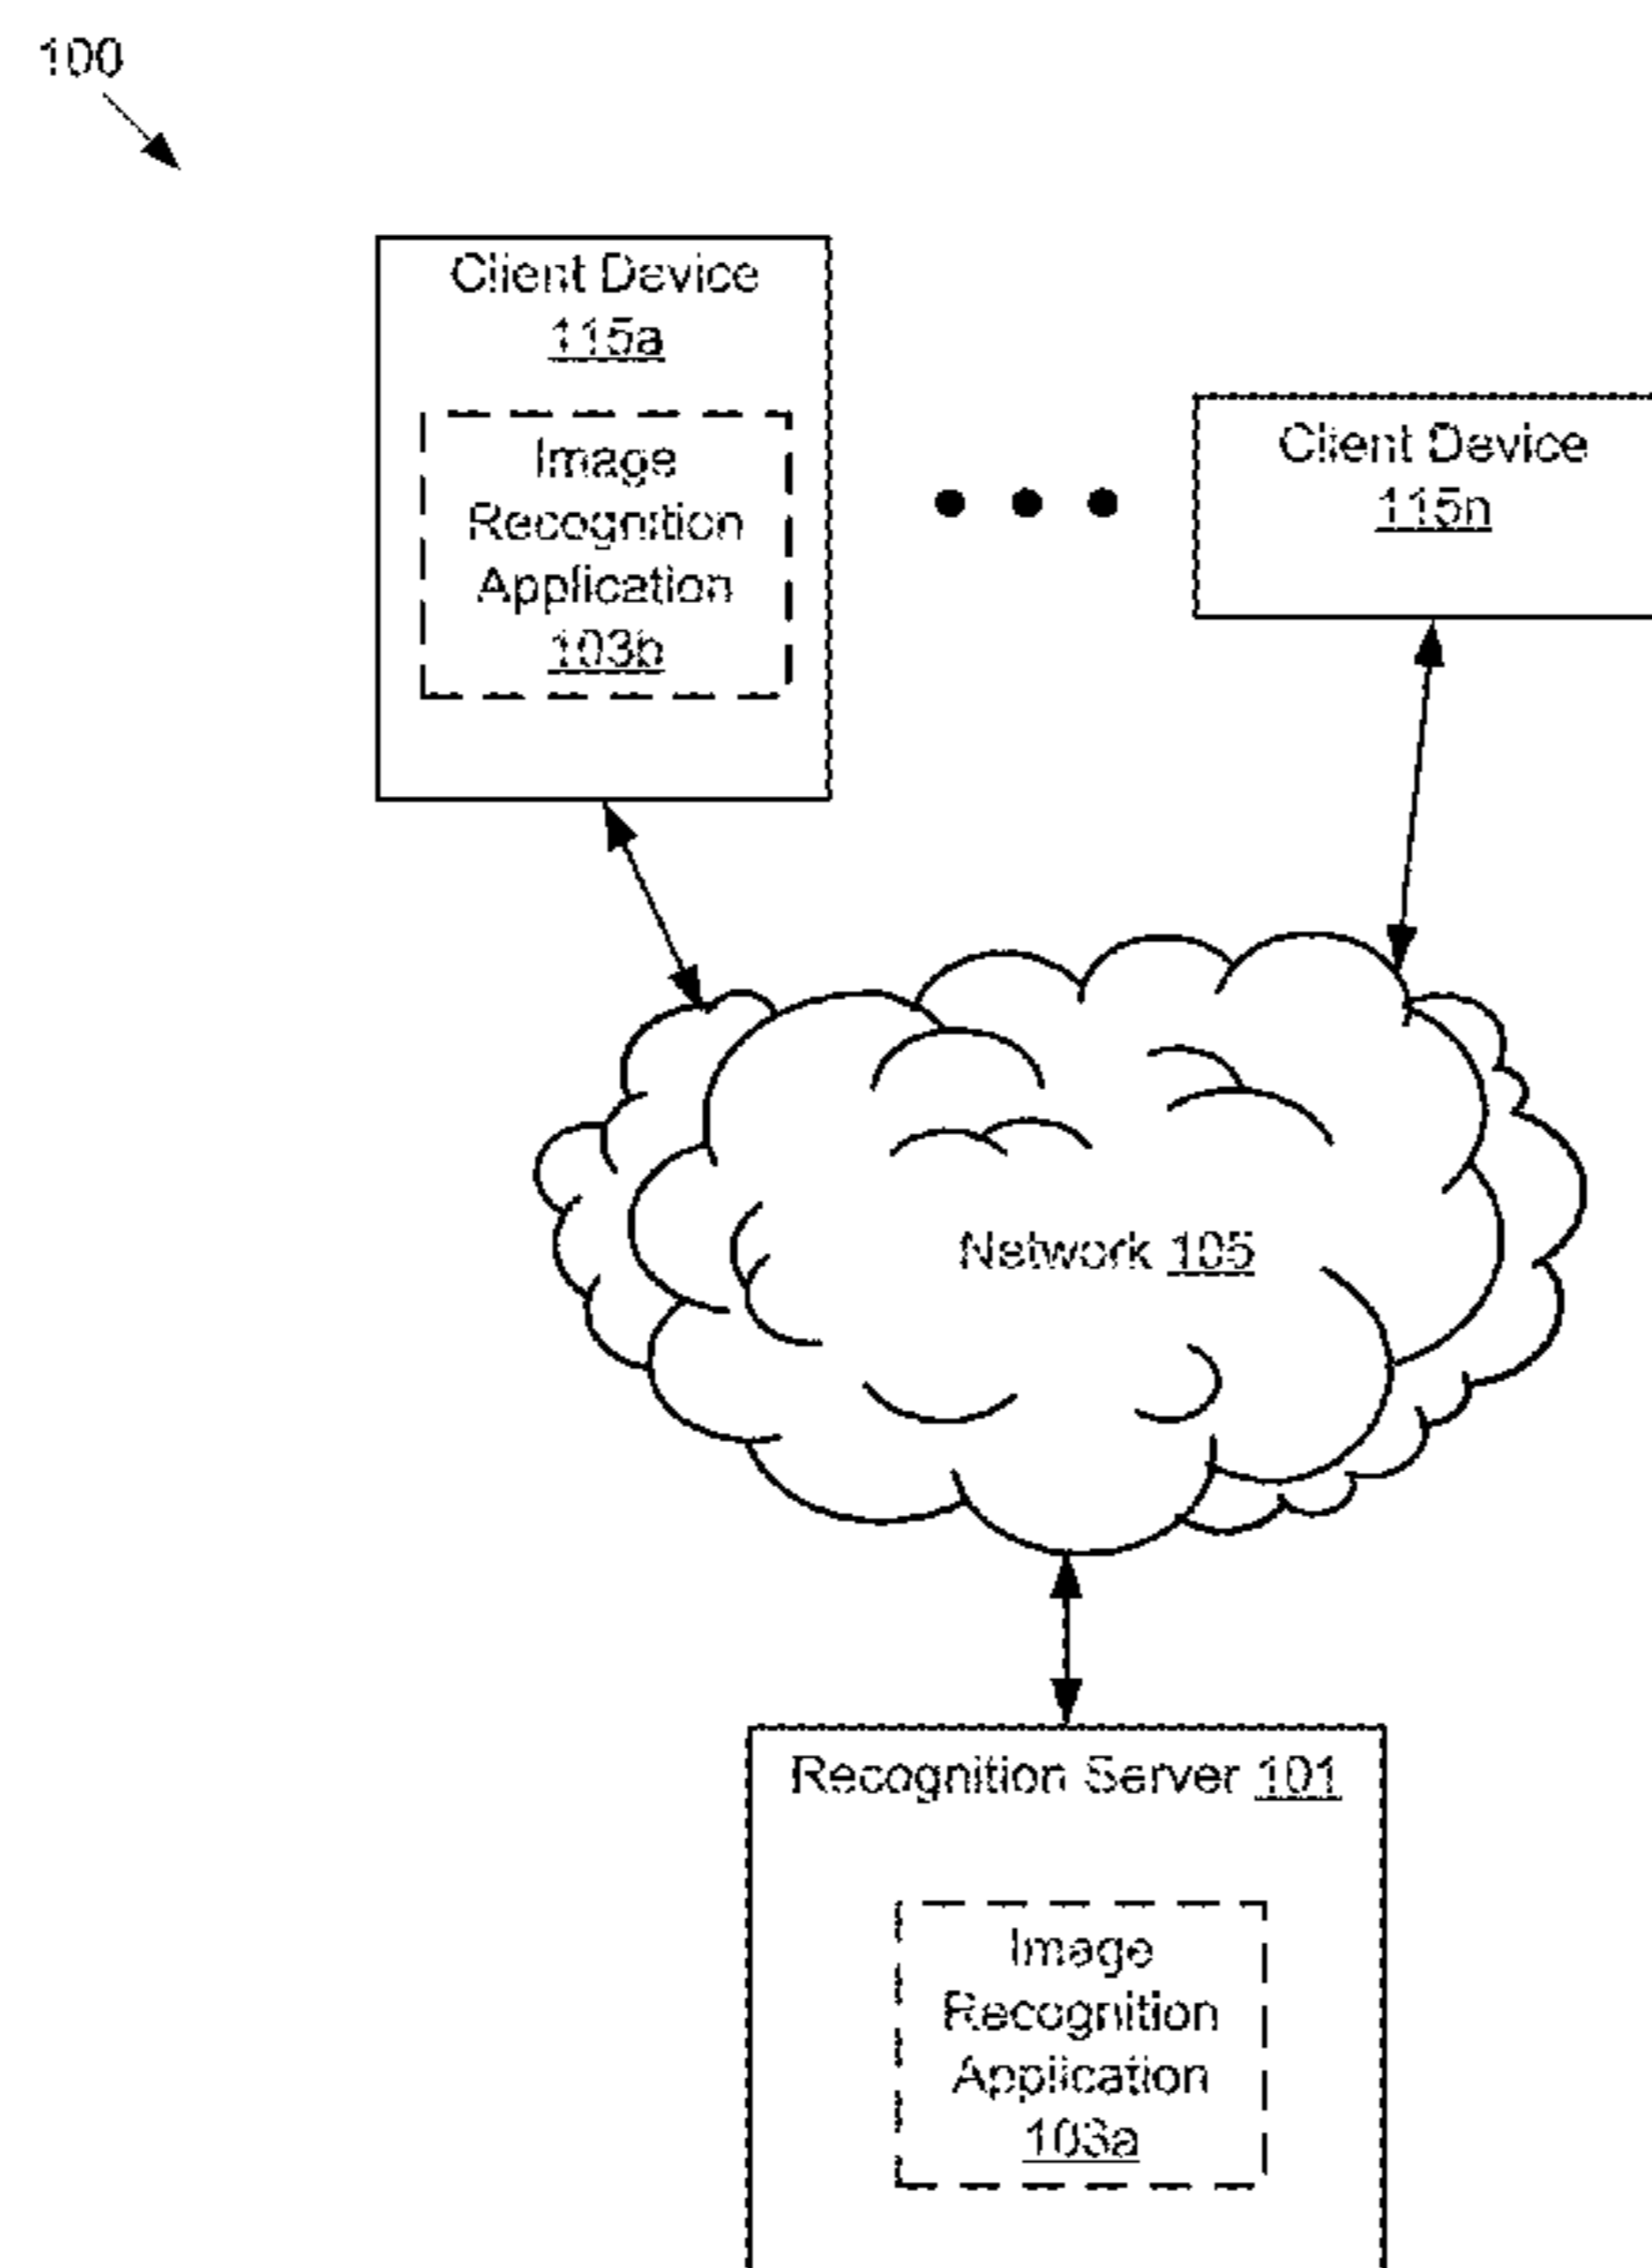 100
Client Device
115a
Image
Recognition
Application
103b
Client Device
115n
Network 105
Recognition Server 101
Image
Recognition
Application
103a